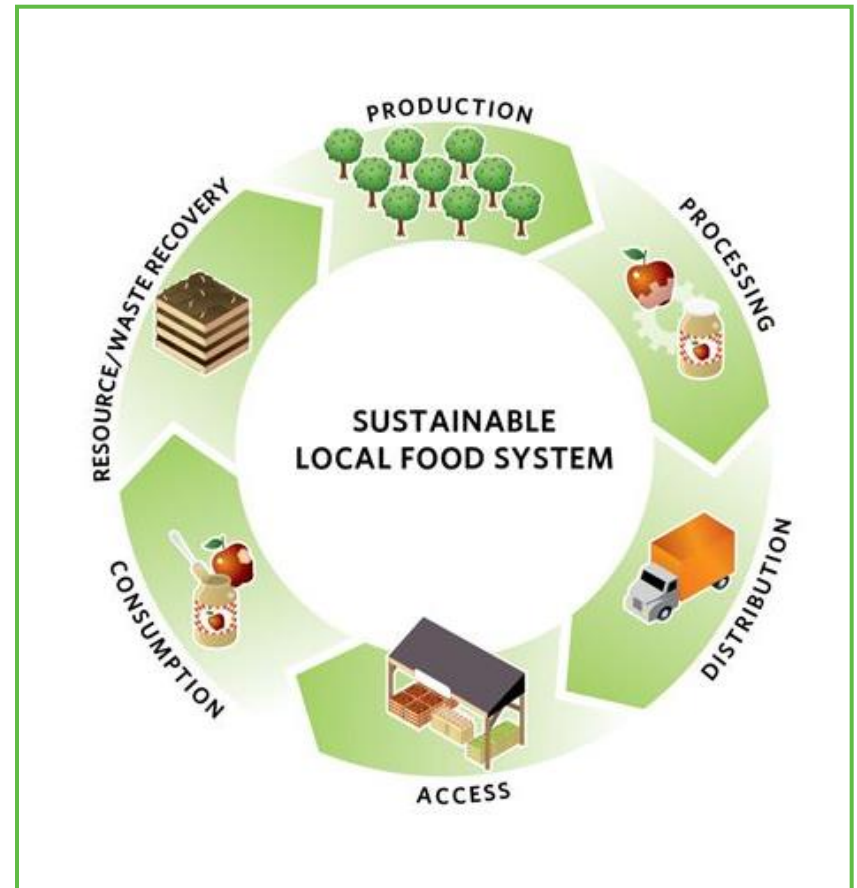 PRODUCTION
PROCESSING
DISTRIBUTION
ACCESS
CONSUMPTION
RESOURCE/WASTE RECOVERY
SUSTAINABLE
LOCAL FOOD SYSTEM